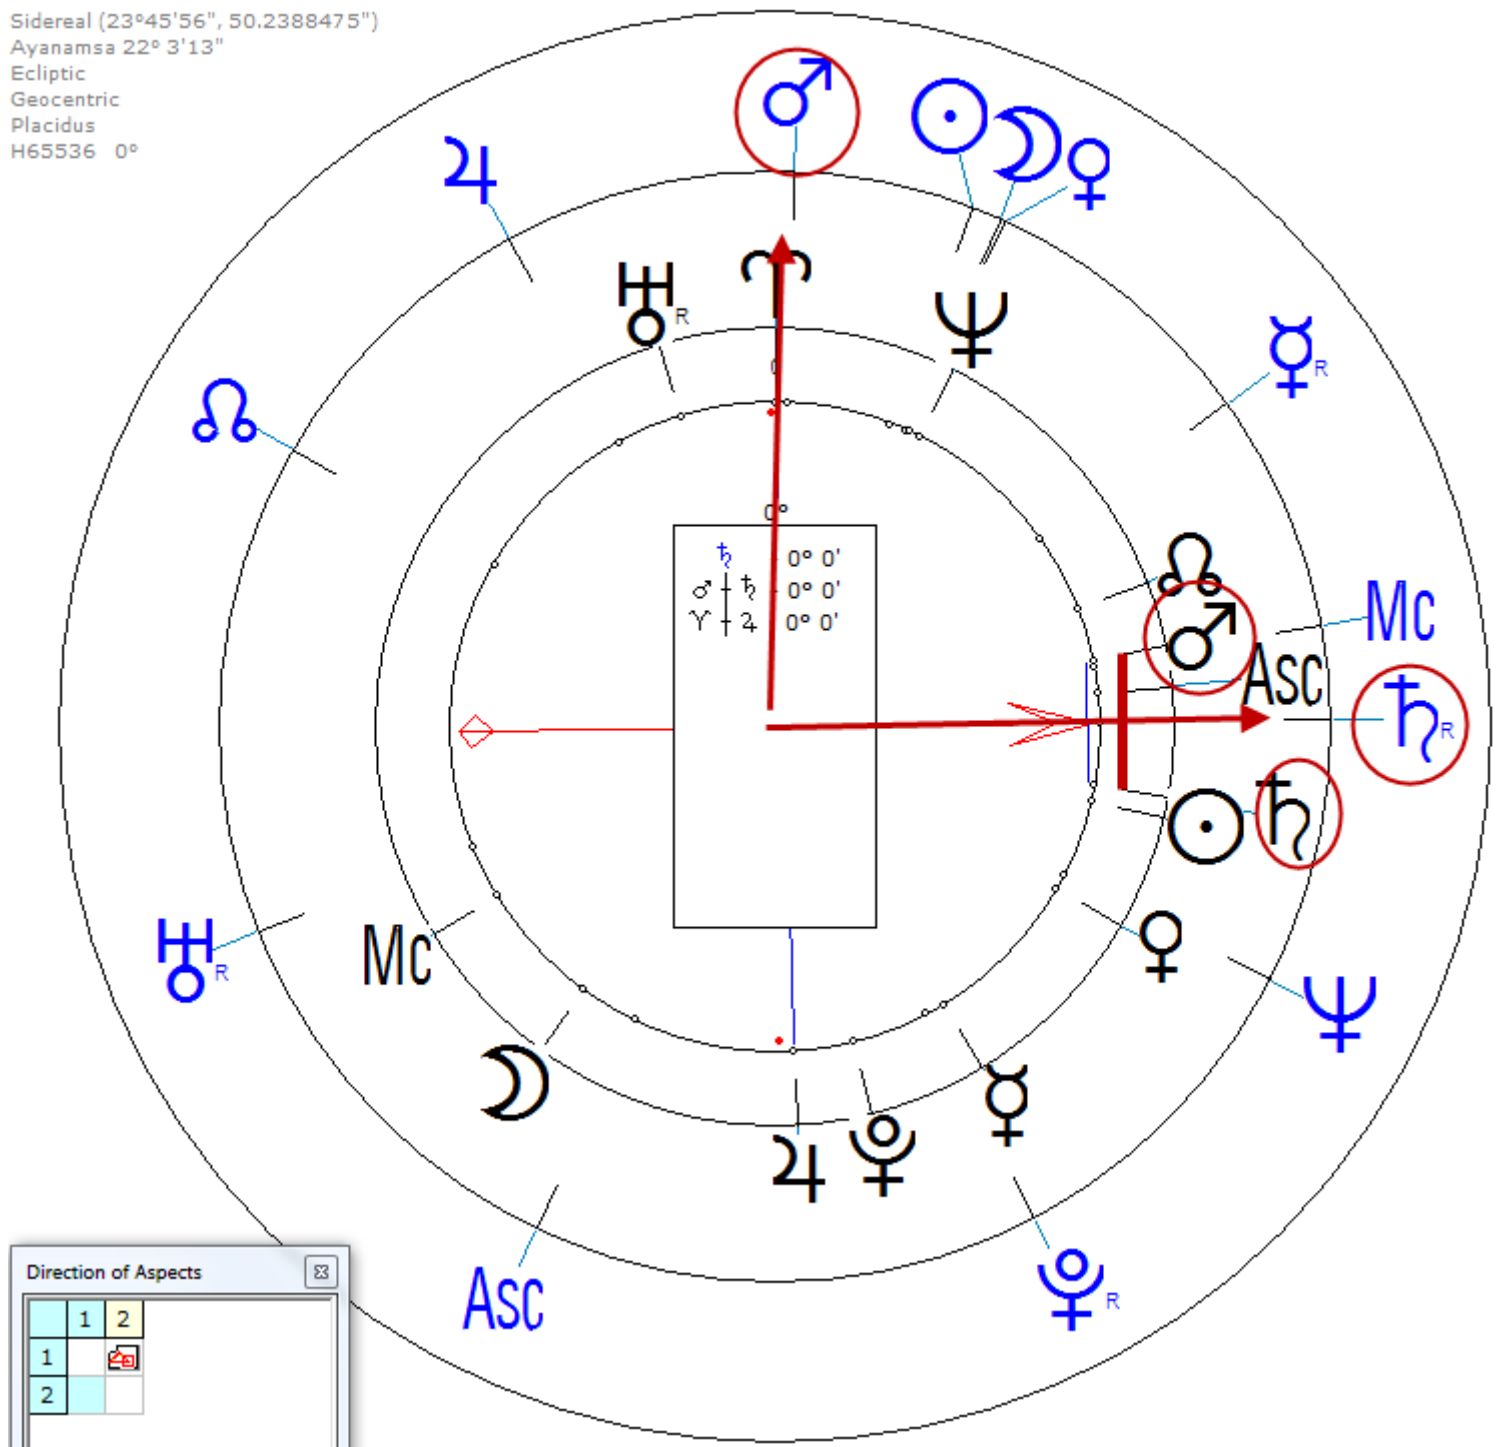 Sidereal (23°45'56", 50.2388475")
Ayanamsa 22° 3'13"
Ecliptic
Geocentric
Placidus
H65536 0°
♂
☉ ☽ ♀
♃
♅ R
♈
♆
☿ R
☊
0°
♄ 0° 0'
♂ ♄ 0° 0'
♈ ♃ 0° 0'
☊
♂
Mc
Asc
♄ R
☉ ♄
♅ R
Mc
♀
♆
☽
♃ ♇
☿
Asc
♇ R
Direction of Aspects
1 2
1
2